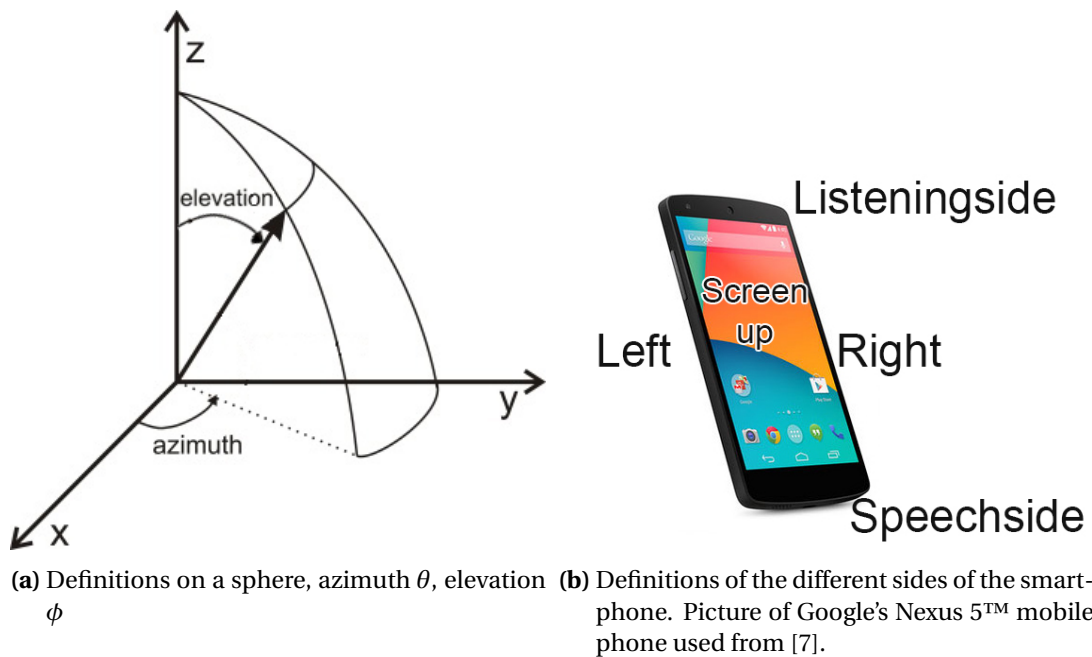 z
elevation
y
azimuth
x
Listeningside
Google
Screen
up
Left
Right
Speechside
(a) Definitions on a sphere, azimuth θ, elevation
ϕ
(b) Definitions of the different sides of the smart-
phone. Picture of Google's Nexus 5™ mobile
phone used from [7].